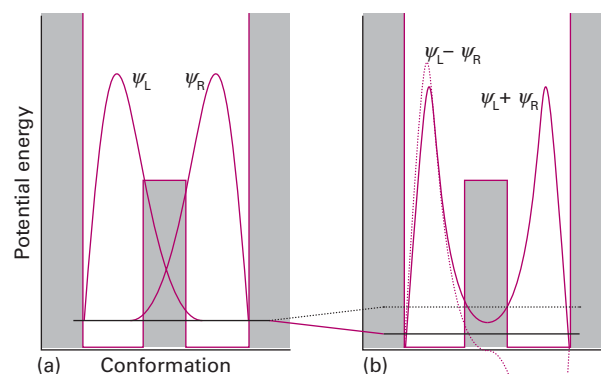 ψL
ψR
ψL− ψR
ψL+ ψR
Potential energy
(a)
Conformation
(b)